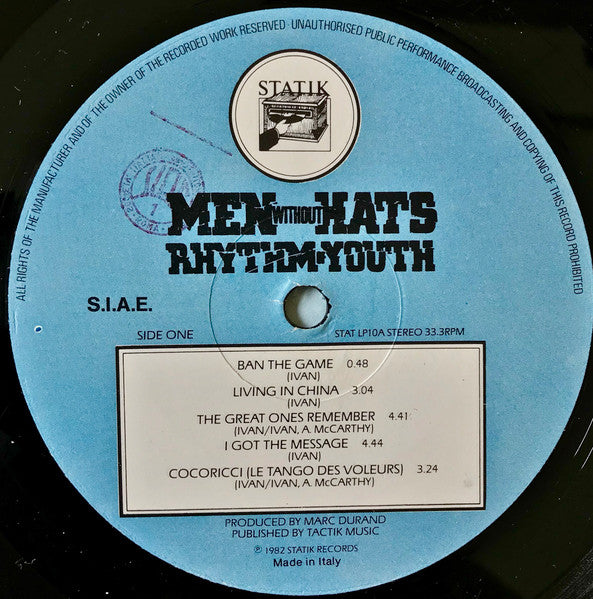 ALL RIGHTS OF THE MANUFACTURER AND OF THE OWNER OF THE RECORDED WORK RESERVED · UNAUTHORISED PUBLIC PERFORMANCE BROADCASTING AND COPYING OF THIS RECORD PROHIBITED
STATIK
MEN WITHOUT HATS
RHYTHM OF YOUTH
S.I.A.E.
SIDE ONE
STAT LP10A STEREO 33.3RPM
BAN THE GAME 0.48
(IVAN)
LIVING IN CHINA 3.04
(IVAN)
THE GREAT ONES REMEMBER 4.41
(IVAN/IVAN, A. McCARTHY)
I GOT THE MESSAGE 4.44
(IVAN)
COCORICCI (LE TANGO DES VOLEURS) 3.24
(IVAN/IVAN, A. McCARTHY)
PRODUCED BY MARC DURAND
PUBLISHED BY TACTIK MUSIC
℗ 1982 STATIK RECORDS
Made in Italy